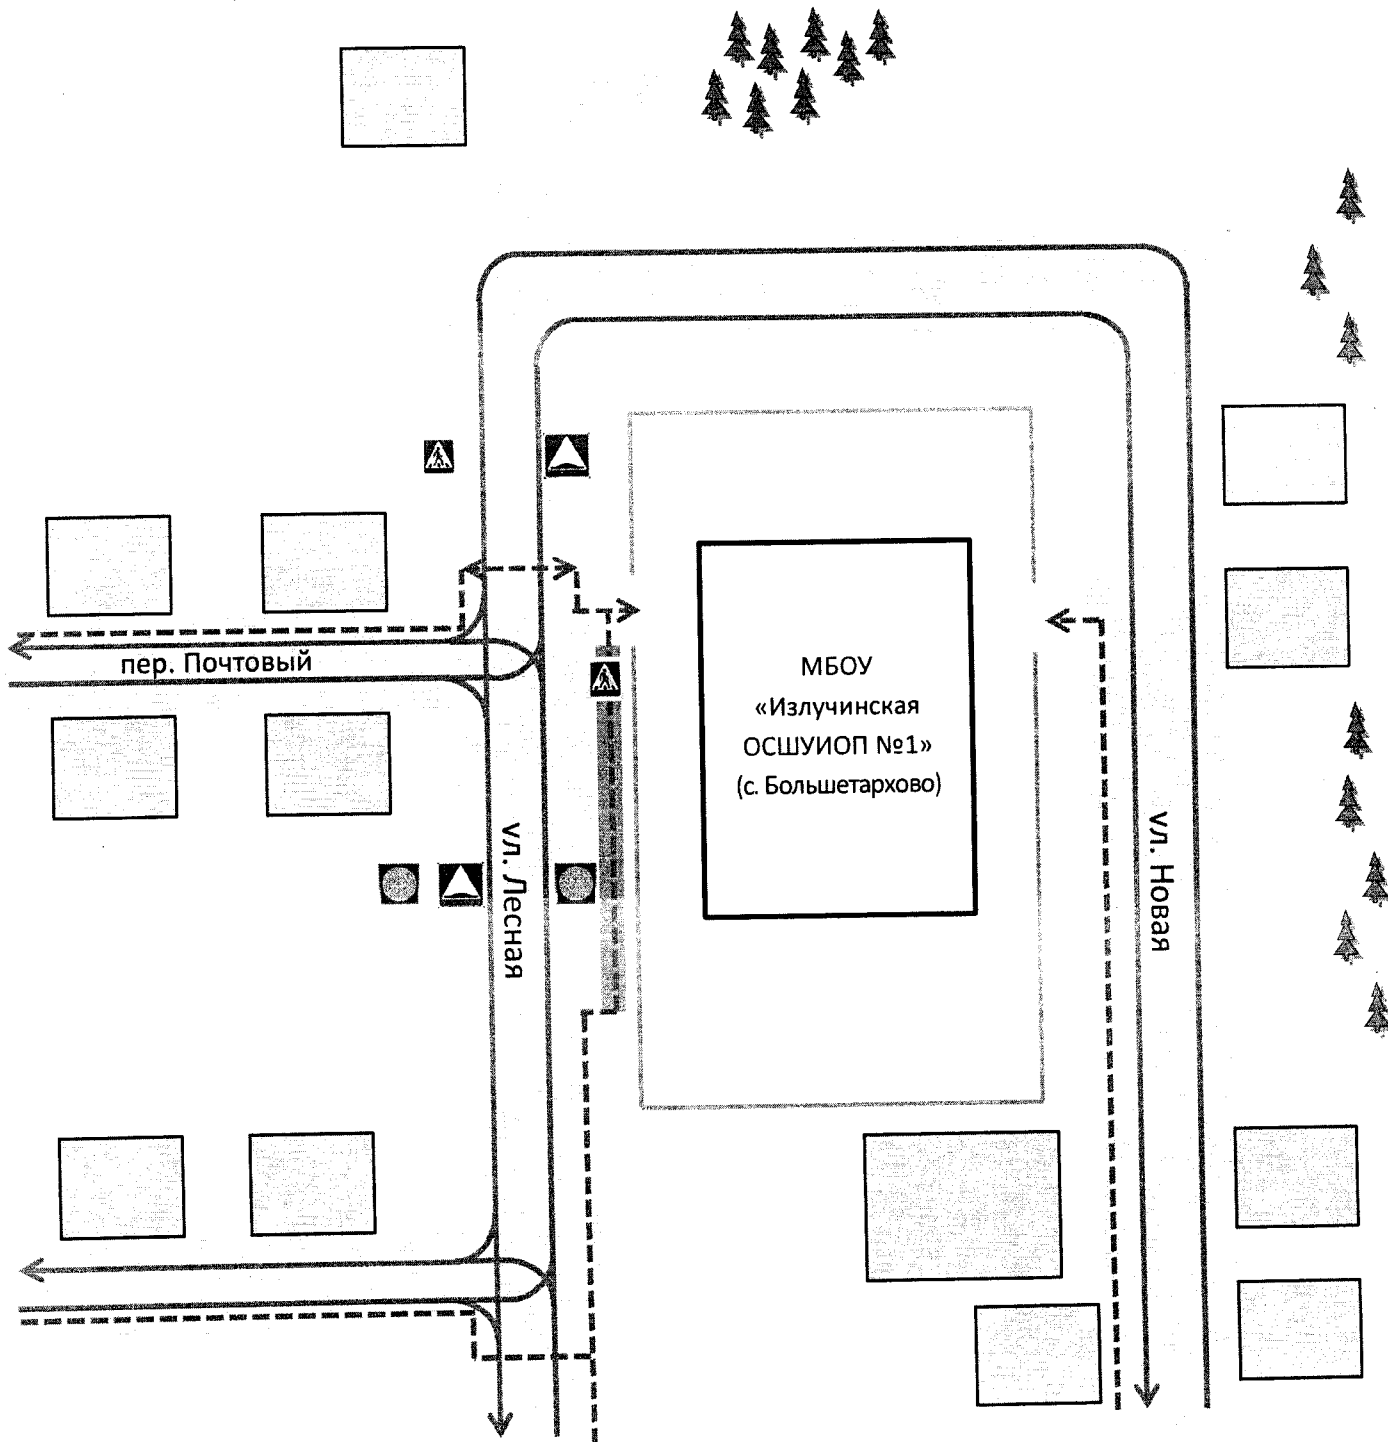 пер. Почтовый
МБОУ
«Излучинская
ОСШУИОП №1»
(с. Большетархово)
ул. Лесная
ул. Новая